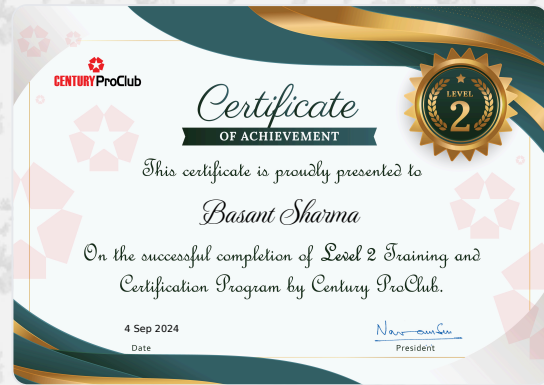 CENTURY ProClub
LEVEL
2
Certificate
OF ACHIEVEMENT
This certificate is proudly presented to
Basant Sharma
On the successful completion of Level 2 Training and
Certification Program by Century ProClub.
4 Sep 2024
Date
President